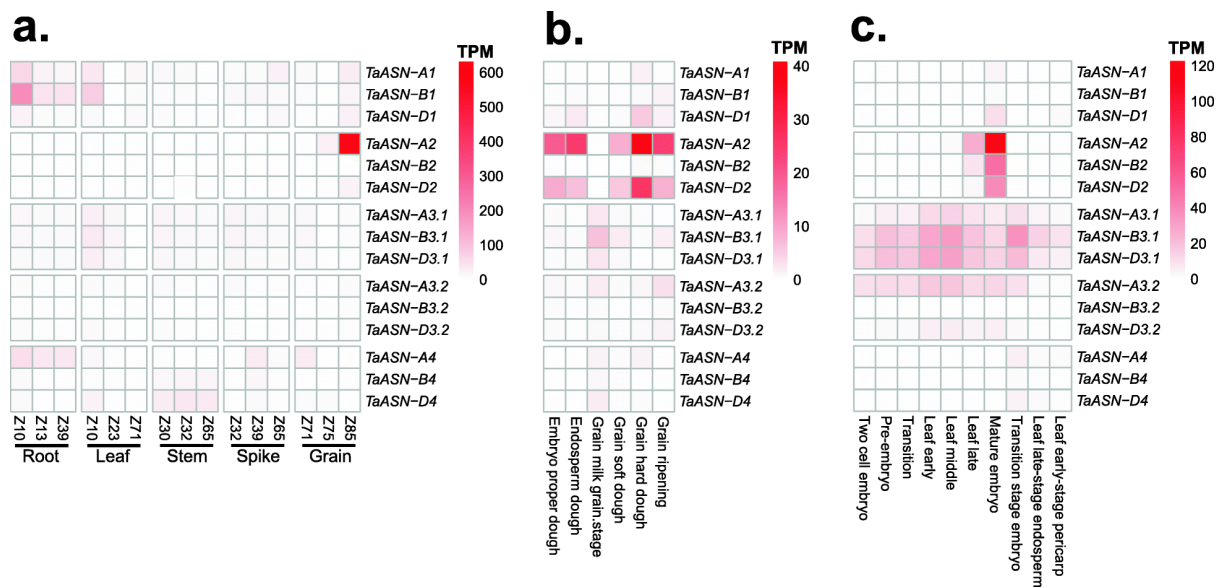 a.
TPM
600
500
400
300
200
100
0
TaASN−A1
TaASN−B1
TaASN−D1
TaASN−A2
TaASN−B2
TaASN−D2
TaASN−A3.1
TaASN−B3.1
TaASN−D3.1
TaASN−A3.2
TaASN−B3.2
TaASN−D3.2
TaASN−A4
TaASN−B4
TaASN−D4
Z10 Z13 Z39 Z10 Z23 Z71 Z30 Z32 Z65 Z32 Z39 Z65 Z71 Z75 Z85
Root Leaf Stem Spike Grain
b.
TPM
40
30
20
10
0
TaASN−A1
TaASN−B1
TaASN−D1
TaASN−A2
TaASN−B2
TaASN−D2
TaASN−A3.1
TaASN−B3.1
TaASN−D3.1
TaASN−A3.2
TaASN−B3.2
TaASN−D3.2
TaASN−A4
TaASN−B4
TaASN−D4
Embryo proper dough
Endosperm dough
Grain milk grain.stage
Grain soft dough
Grain hard dough
Grain ripening
c.
TPM
120
100
80
60
40
20
0
TaASN−A1
TaASN−B1
TaASN−D1
TaASN−A2
TaASN−B2
TaASN−D2
TaASN−A3.1
TaASN−B3.1
TaASN−D3.1
TaASN−A3.2
TaASN−B3.2
TaASN−D3.2
TaASN−A4
TaASN−B4
TaASN−D4
Two cell embryo
Pre−embryo
Transition
Leaf early
Leaf middle
Leaf late
Mature embryo
Transition stage embryo
Leaf late−stage endosperm
Leaf early−stage pericarp